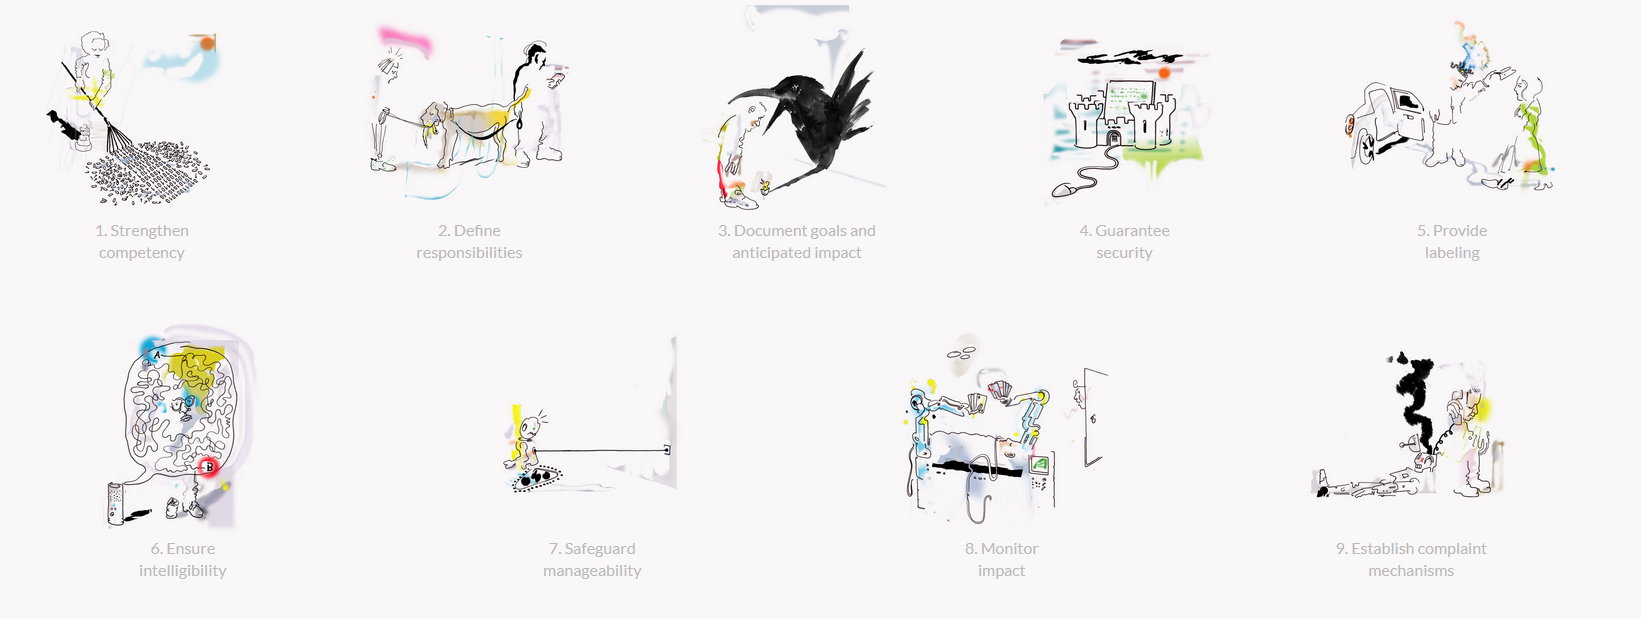 1. Strengthen
competency
2. Define
responsibilities
3. Document goals and
anticipated impact
4. Guarantee
security
5. Provide
labeling
A
B
6. Ensure
intelligibility
7. Safeguard
manageability
8. Monitor
impact
9. Establish complaint
mechanisms